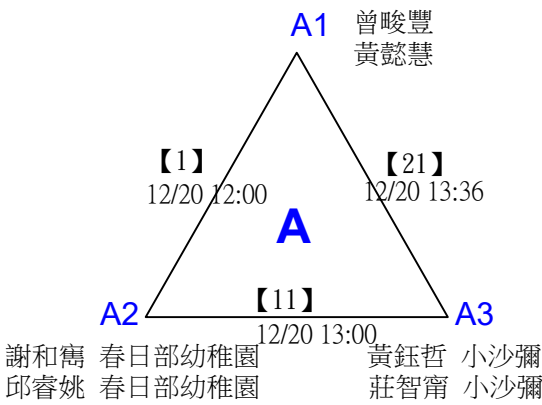 A1 曾畯豐
黃懿慧
【1】
12/20 12:00
【21】
12/20 13:36
A
【11】
12/20 13:00
A2
A3
謝和雋 春日部幼稚園
邱睿姚 春日部幼稚園
黃鈺哲 小沙彌
莊智甯 小沙彌